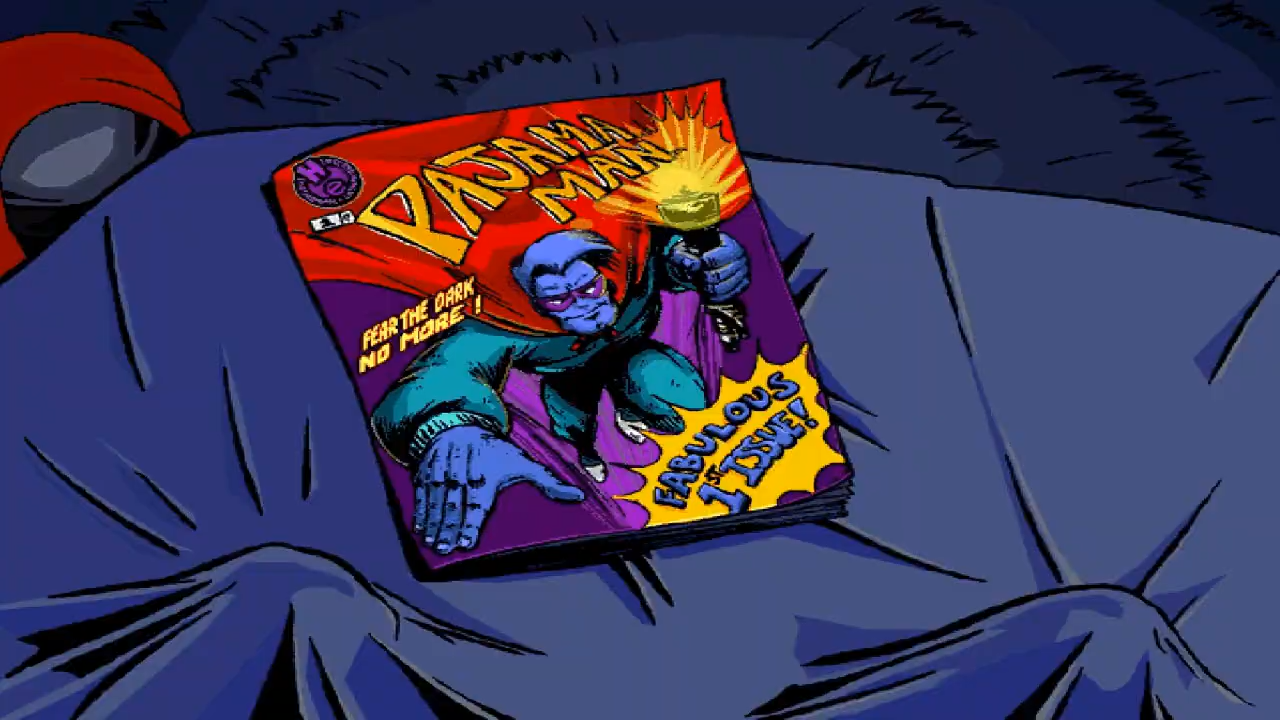 PAJAMA
MAN
FEAR THE DARK
NO MORE!
FABULOUS
1ST ISSUE!